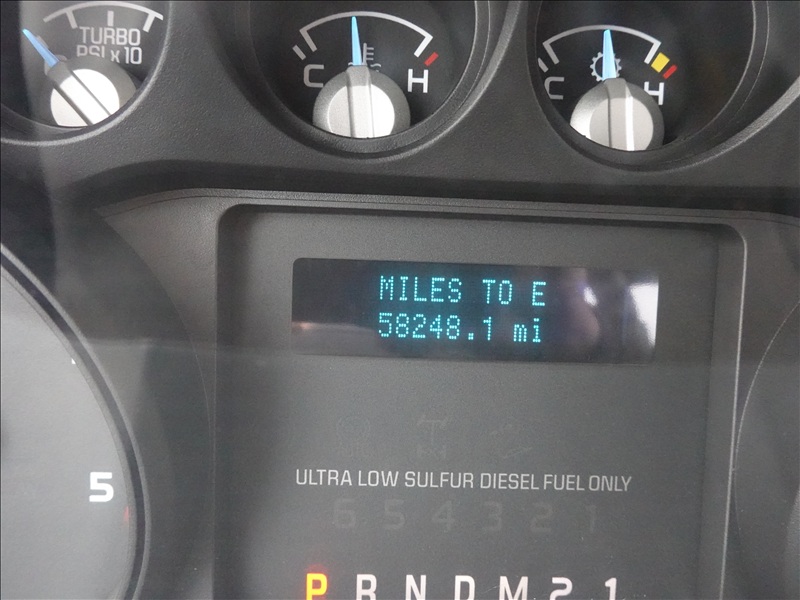 TURBO
PSI x 10
C H
C H
MILES TO E
58248.1 mi
ULTRA LOW SULFUR DIESEL FUEL ONLY
6 5 4 3 2 1
5
P R N D M 2 1